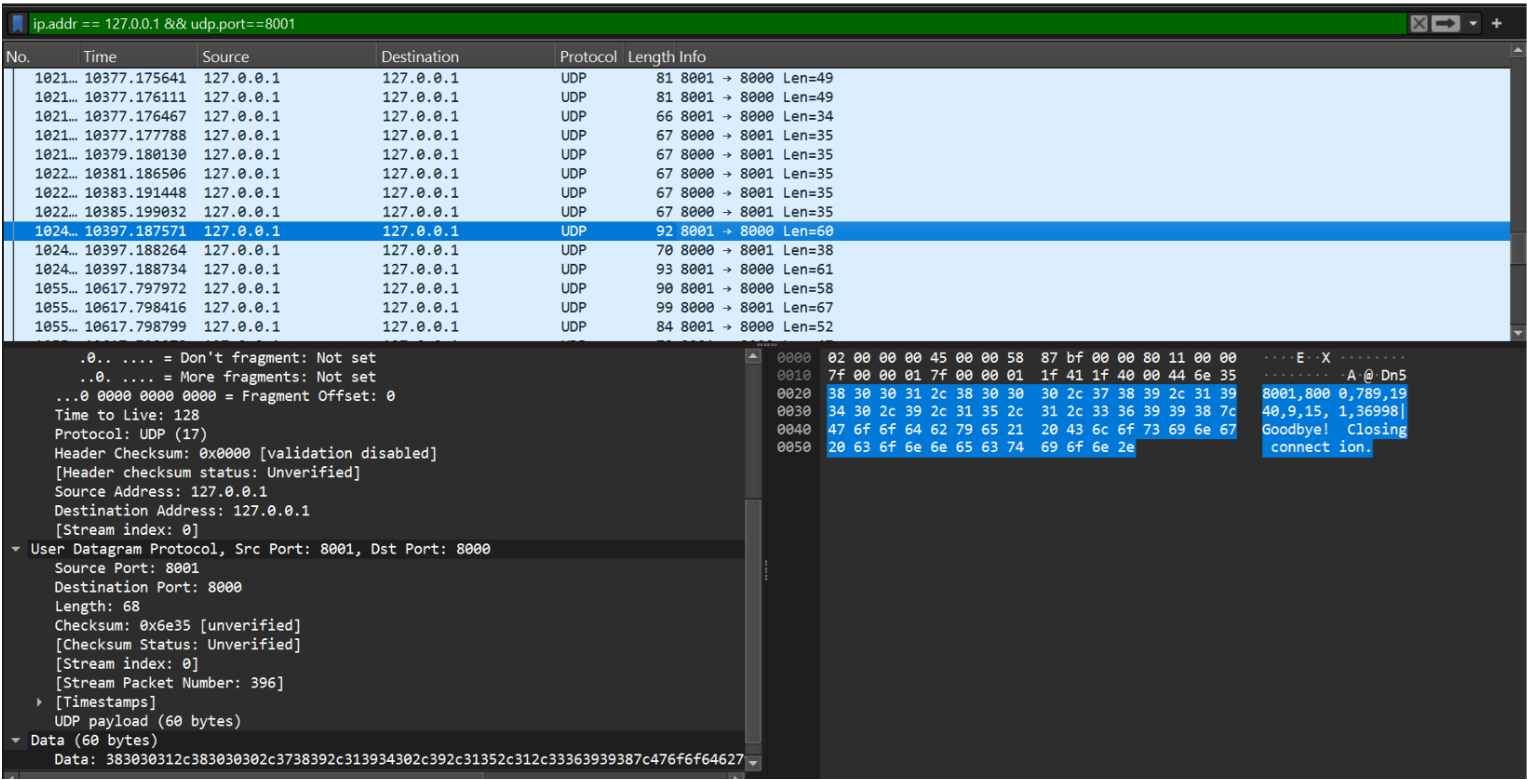 ip.addr == 127.0.0.1 && udp.port==8001
No. Time Source Destination Protocol Length Info
1021… 10377.175641 127.0.0.1 127.0.0.1 UDP 81 8001 → 8000 Len=49
1021… 10377.176111 127.0.0.1 127.0.0.1 UDP 81 8001 → 8000 Len=49
1021… 10377.176467 127.0.0.1 127.0.0.1 UDP 66 8001 → 8000 Len=34
1021… 10377.177788 127.0.0.1 127.0.0.1 UDP 67 8000 → 8001 Len=35
1021… 10379.180130 127.0.0.1 127.0.0.1 UDP 67 8000 → 8001 Len=35
1022… 10381.186506 127.0.0.1 127.0.0.1 UDP 67 8000 → 8001 Len=35
1022… 10383.191448 127.0.0.1 127.0.0.1 UDP 67 8000 → 8001 Len=35
1022… 10385.199032 127.0.0.1 127.0.0.1 UDP 67 8000 → 8001 Len=35
1024… 10397.187571 127.0.0.1 127.0.0.1 UDP 92 8001 → 8000 Len=60
1024… 10397.188264 127.0.0.1 127.0.0.1 UDP 70 8000 → 8001 Len=38
1024… 10397.188734 127.0.0.1 127.0.0.1 UDP 93 8001 → 8000 Len=61
1055… 10617.797972 127.0.0.1 127.0.0.1 UDP 90 8001 → 8000 Len=58
1055… 10617.798416 127.0.0.1 127.0.0.1 UDP 99 8000 → 8001 Len=67
1055… 10617.798799 127.0.0.1 127.0.0.1 UDP 84 8001 → 8000 Len=52
.0.. .... = Don't fragment: Not set
..0. .... = More fragments: Not set
...0 0000 0000 0000 = Fragment Offset: 0
Time to Live: 128
Protocol: UDP (17)
Header Checksum: 0x0000 [validation disabled]
[Header checksum status: Unverified]
Source Address: 127.0.0.1
Destination Address: 127.0.0.1
[Stream index: 0]
User Datagram Protocol, Src Port: 8001, Dst Port: 8000
Source Port: 8001
Destination Port: 8000
Length: 68
Checksum: 0x6e35 [unverified]
[Checksum Status: Unverified]
[Stream index: 0]
[Stream Packet Number: 396]
[Timestamps]
UDP payload (60 bytes)
Data (60 bytes)
Data: 383030312c383030302c3738392c313934302c392c31352c312c33363939387c476f6f64627
0000 02 00 00 00 45 00 00 58 87 bf 00 00 80 11 00 00 ····E··X ········
0010 7f 00 00 01 7f 00 00 01 1f 41 1f 40 00 44 6e 35 ········ ·A·@·Dn5
0020 38 30 30 31 2c 38 30 30 30 2c 37 38 39 2c 31 39 8001,800 0,789,19
0030 34 30 2c 39 2c 31 35 2c 31 2c 33 36 39 39 38 7c 40,9,15, 1,36998|
0040 47 6f 6f 64 62 79 65 21 20 43 6c 6f 73 69 6e 67 Goodbye! Closing
0050 20 63 6f 6e 6e 65 63 74 69 6f 6e 2e connect ion.